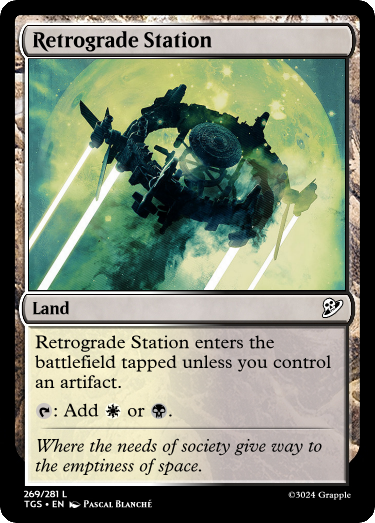 Retrograde Station
Land
Retrograde Station enters the
battlefield tapped unless you control
an artifact.
: Add or .
Where the needs of society give way to
the emptiness of space.
269/281 L
TGS • EN Pascal Blanché
©3024 Grapple